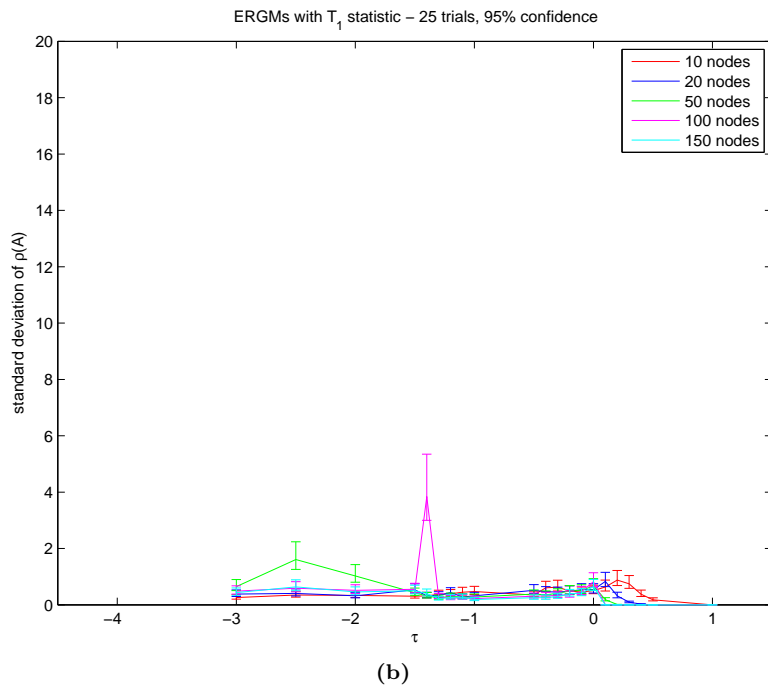 ERGMs with T1 statistic – 25 trials, 95% confidence
20
18
16
14
12
10
8
6
4
2
0
standard deviation of ρ(A)
10 nodes
20 nodes
50 nodes
100 nodes
150 nodes
−4 −3 −2 −1 0 1
τ
(b)